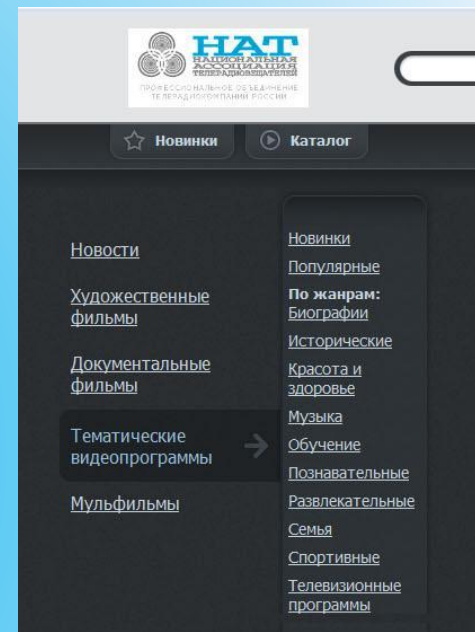 НАТ
НАЦИОНАЛЬНАЯ
АССОЦИАЦИЯ
ТЕЛЕРАДИОВЕЩАТЕЛЕЙ
ПРОФЕССИОНАЛЬНОЕ ОБЪЕДИНЕНИЕ
ТЕЛЕРАДИОКОМПАНИЙ РОССИИ
Новинки
Каталог
Новости
Художественные
фильмы
Документальные
фильмы
Тематические
видеопрограммы
Мульфильмы
Новинки
Популярные
По жанрам:
Биографии
Исторические
Красота и
здоровье
Музыка
Обучение
Познавательные
Развлекательные
Семья
Спортивные
Телевизионные
программы